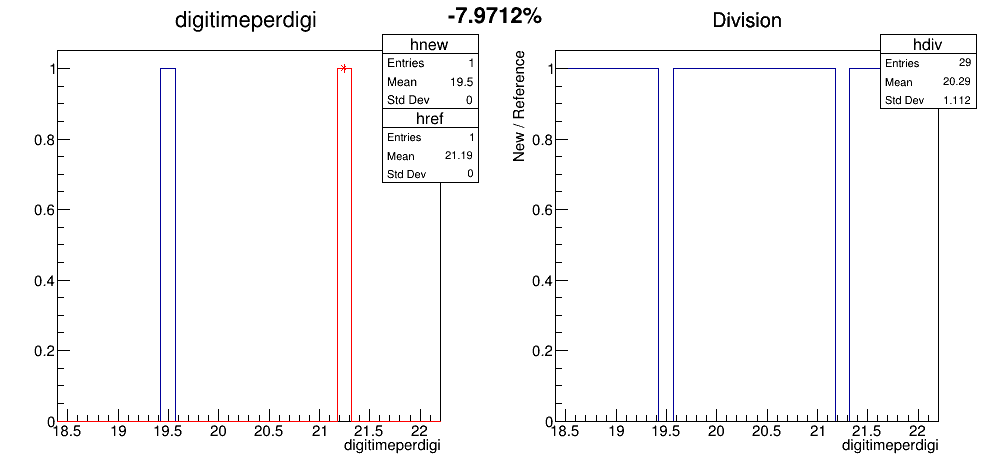 -7.9712%
digitimeperdigi
hnew
Entries 1
Mean 19.5
Std Dev 0
href
Entries 1
Mean 21.19
Std Dev 0
1
0.8
0.6
0.4
0.2
0
18.5 19 19.5 20 20.5 21 21.5 22
digitimeperdigi
Division
hdiv
Entries 29
Mean 20.29
Std Dev 1.112
New / Reference
1
0.8
0.6
0.4
0.2
0
18.5 19 19.5 20 20.5 21 21.5 22
digitimeperdigi